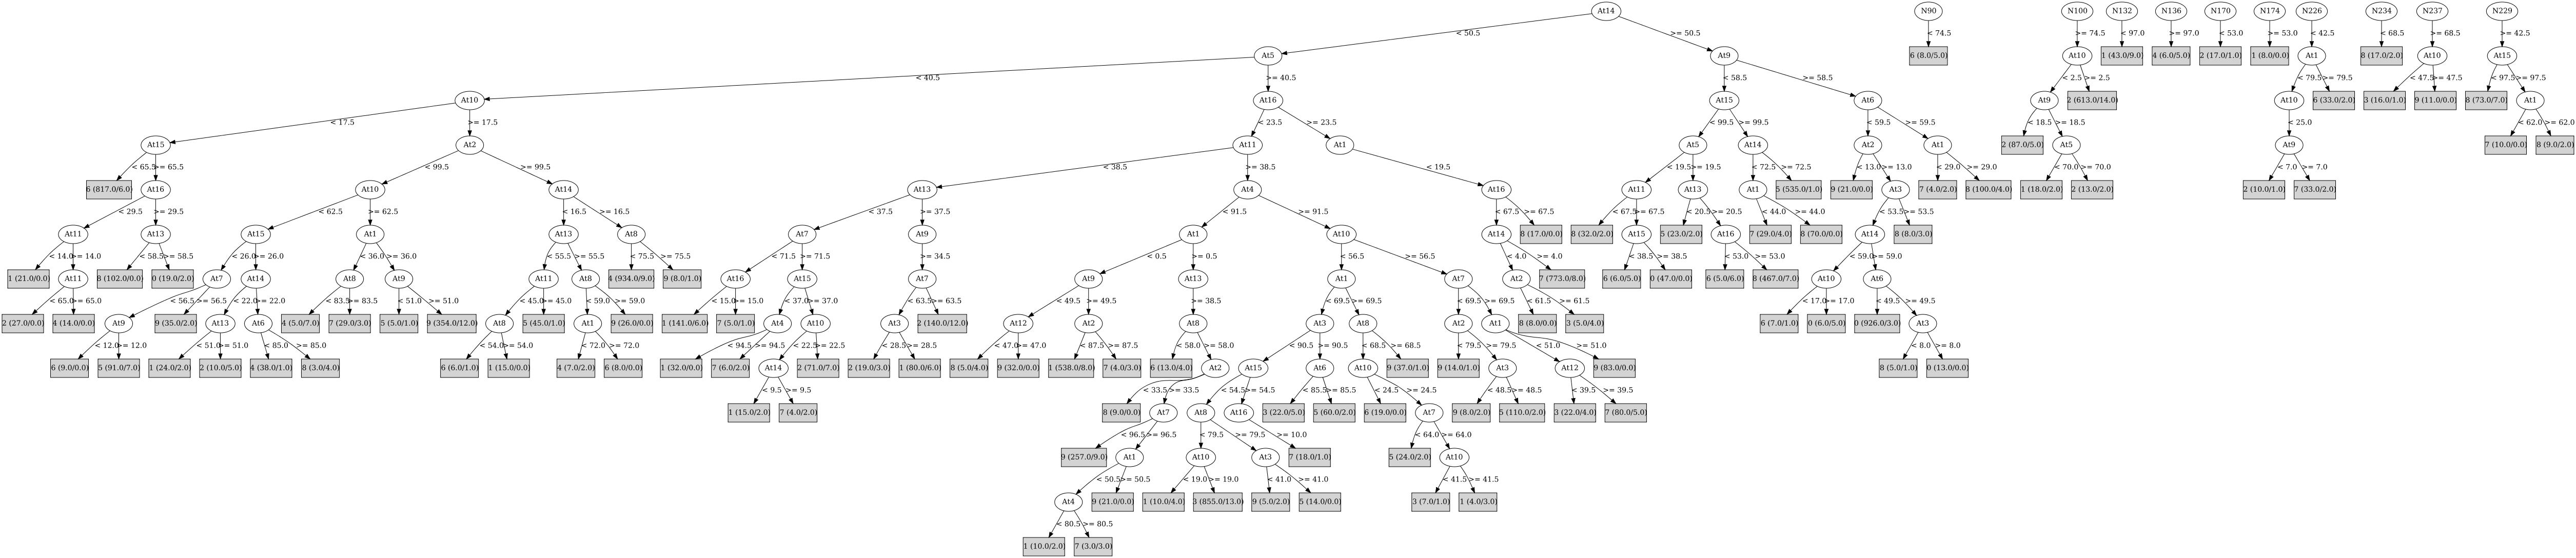 At14 N90 N100 N132 N136 N170 N174 N226 N234 N237 N229
< 50.5 >= 50.5 < 74.5 >= 74.5 < 97.0 >= 97.0 < 53.0 >= 53.0 < 42.5 < 68.5 >= 68.5 >= 42.5
At5 At9 6 (8.0/5.0) At10 1 (43.0/9.0) 4 (6.0/5.0) 2 (17.0/1.0) 1 (8.0/0.0) At1 8 (17.0/2.0) At10 At15
< 40.5 >= 40.5 < 58.5 >= 58.5 < 2.5 >= 2.5 < 79.5 >= 79.5 < 47.5 >= 47.5 < 97.5 >= 97.5
At10 At16 At15 At6 At9 2 (613.0/14.0) At10 6 (33.0/2.0) 3 (16.0/1.0) 9 (11.0/0.0) 8 (73.0/7.0) At1
< 17.5 >= 17.5 < 23.5 >= 23.5 < 99.5 >= 99.5 < 59.5 >= 59.5 < 18.5 >= 18.5 < 25.0 < 62.0 >= 62.0
At15 At2 At11 At1 At5 At14 At2 At1 2 (87.0/5.0) At5 At9 7 (10.0/0.0) 8 (9.0/2.0)
< 65.5 >= 65.5 < 99.5 >= 99.5 < 38.5 >= 38.5 < 19.5 < 19.5 >= 19.5 < 72.5 >= 72.5 < 13.0 >= 13.0 < 29.0 >= 29.0 < 70.0 >= 70.0 < 7.0 >= 7.0
6 (817.0/6.0) At16 At10 At14 At13 At4 At16 At11 At13 At1 5 (535.0/1.0) 9 (21.0/0.0) At3 7 (4.0/2.0) 8 (100.0/4.0) 1 (18.0/2.0) 2 (13.0/2.0) 2 (10.0/1.0) 7 (33.0/2.0)
< 29.5 >= 29.5 < 62.5 >= 62.5 < 16.5 >= 16.5 < 37.5 >= 37.5 < 91.5 >= 91.5 < 67.5 >= 67.5 < 67.5 >= 67.5 < 20.5 >= 20.5 < 44.0 >= 44.0 < 53.5 >= 53.5
At11 At13 At15 At1 At13 At8 At7 At9 At1 At10 At14 8 (17.0/0.0) 8 (32.0/2.0) At15 5 (23.0/2.0) At16 7 (29.0/4.0) 8 (70.0/0.0) At14 8 (8.0/3.0)
< 14.0 >= 14.0 < 58.5 >= 58.5 < 26.0 >= 26.0 < 36.0 >= 36.0 < 55.5 >= 55.5 < 75.5 >= 75.5 < 71.5 >= 71.5 >= 34.5 < 0.5 >= 0.5 < 56.5 >= 56.5 < 4.0 >= 4.0 < 38.5 >= 38.5 < 53.0 >= 53.0 < 59.0 >= 59.0
1 (21.0/0.0) At11 8 (102.0/0.0) 0 (19.0/2.0) At7 At14 At8 At9 At11 At8 4 (934.0/9.0) 9 (8.0/1.0) At16 At15 At7 At9 At13 At1 At7 At2 7 (773.0/8.0) 6 (6.0/5.0) 0 (47.0/0.0) 6 (5.0/6.0) 8 (467.0/7.0) At10 At6
< 65.0 >= 65.0 < 56.5 >= 56.5 < 22.0 >= 22.0 < 83.5 >= 83.5 < 51.0 >= 51.0 < 45.0 >= 45.0 < 59.0 >= 59.0 < 15.0 >= 15.0 < 37.0 >= 37.0 < 63.5 >= 63.5 < 49.5 >= 49.5 >= 38.5 < 69.5 >= 69.5 < 69.5 >= 69.5 < 61.5 >= 61.5 < 17.0 >= 17.0 < 49.5 >= 49.5
2 (27.0/0.0) 4 (14.0/0.0) At9 9 (35.0/2.0) At13 At6 4 (5.0/7.0) 7 (29.0/3.0) 5 (5.0/1.0) 9 (354.0/12.0) At8 5 (45.0/1.0) At1 9 (26.0/0.0) 1 (141.0/6.0) 7 (5.0/1.0) At4 At10 At3 2 (140.0/12.0) At12 At2 At8 At3 At8 At2 At1 8 (8.0/0.0) 3 (5.0/4.0) 6 (7.0/1.0) 0 (6.0/5.0) 0 (926.0/3.0) At3
< 12.0 >= 12.0 < 51.0 >= 51.0 < 85.0 >= 85.0 < 54.0 >= 54.0 < 72.0 >= 72.0 < 94.5 >= 94.5 < 22.5 >= 22.5 < 28.5 >= 28.5 < 47.0 >= 47.0 < 87.5 >= 87.5 < 58.0 >= 58.0 < 90.5 >= 90.5 < 68.5 >= 68.5 < 79.5 >= 79.5 < 51.0 >= 51.0 < 8.0 >= 8.0
6 (9.0/0.0) 5 (91.0/7.0) 1 (24.0/2.0) 2 (10.0/5.0) 4 (38.0/1.0) 8 (3.0/4.0) 6 (6.0/1.0) 1 (15.0/0.0) 4 (7.0/2.0) 6 (8.0/0.0) 1 (32.0/0.0) 7 (6.0/2.0) At14 2 (71.0/7.0) 2 (19.0/3.0) 1 (80.0/6.0) 8 (5.0/4.0) 9 (32.0/0.0) 1 (538.0/8.0) 7 (4.0/3.0) 6 (13.0/4.0) At2 At15 At6 At10 9 (37.0/1.0) 9 (14.0/1.0) At3 At12 9 (83.0/0.0) 8 (5.0/1.0) 0 (13.0/0.0)
< 9.5 >= 9.5 < 33.5 >= 33.5 < 54.5 >= 54.5 < 85.5 >= 85.5 < 24.5 >= 24.5 < 48.5 >= 48.5 < 39.5 >= 39.5
1 (15.0/2.0) 7 (4.0/2.0) 8 (9.0/0.0) At7 At8 At16 3 (22.0/5.0) 5 (60.0/2.0) 6 (19.0/0.0) At7 9 (8.0/2.0) 5 (110.0/2.0) 3 (22.0/4.0) 7 (80.0/5.0)
< 96.5 >= 96.5 < 79.5 >= 79.5 >= 10.0 < 64.0 >= 64.0
9 (257.0/9.0) At1 At10 At3 7 (18.0/1.0) 5 (24.0/2.0) At10
< 50.5 >= 50.5 < 19.0 >= 19.0 < 41.0 >= 41.0 < 41.5 >= 41.5
At4 9 (21.0/0.0) 1 (10.0/4.0) 3 (855.0/13.0) 9 (5.0/2.0) 5 (14.0/0.0) 3 (7.0/1.0) 1 (4.0/3.0)
< 80.5 >= 80.5
1 (10.0/2.0) 7 (3.0/3.0)